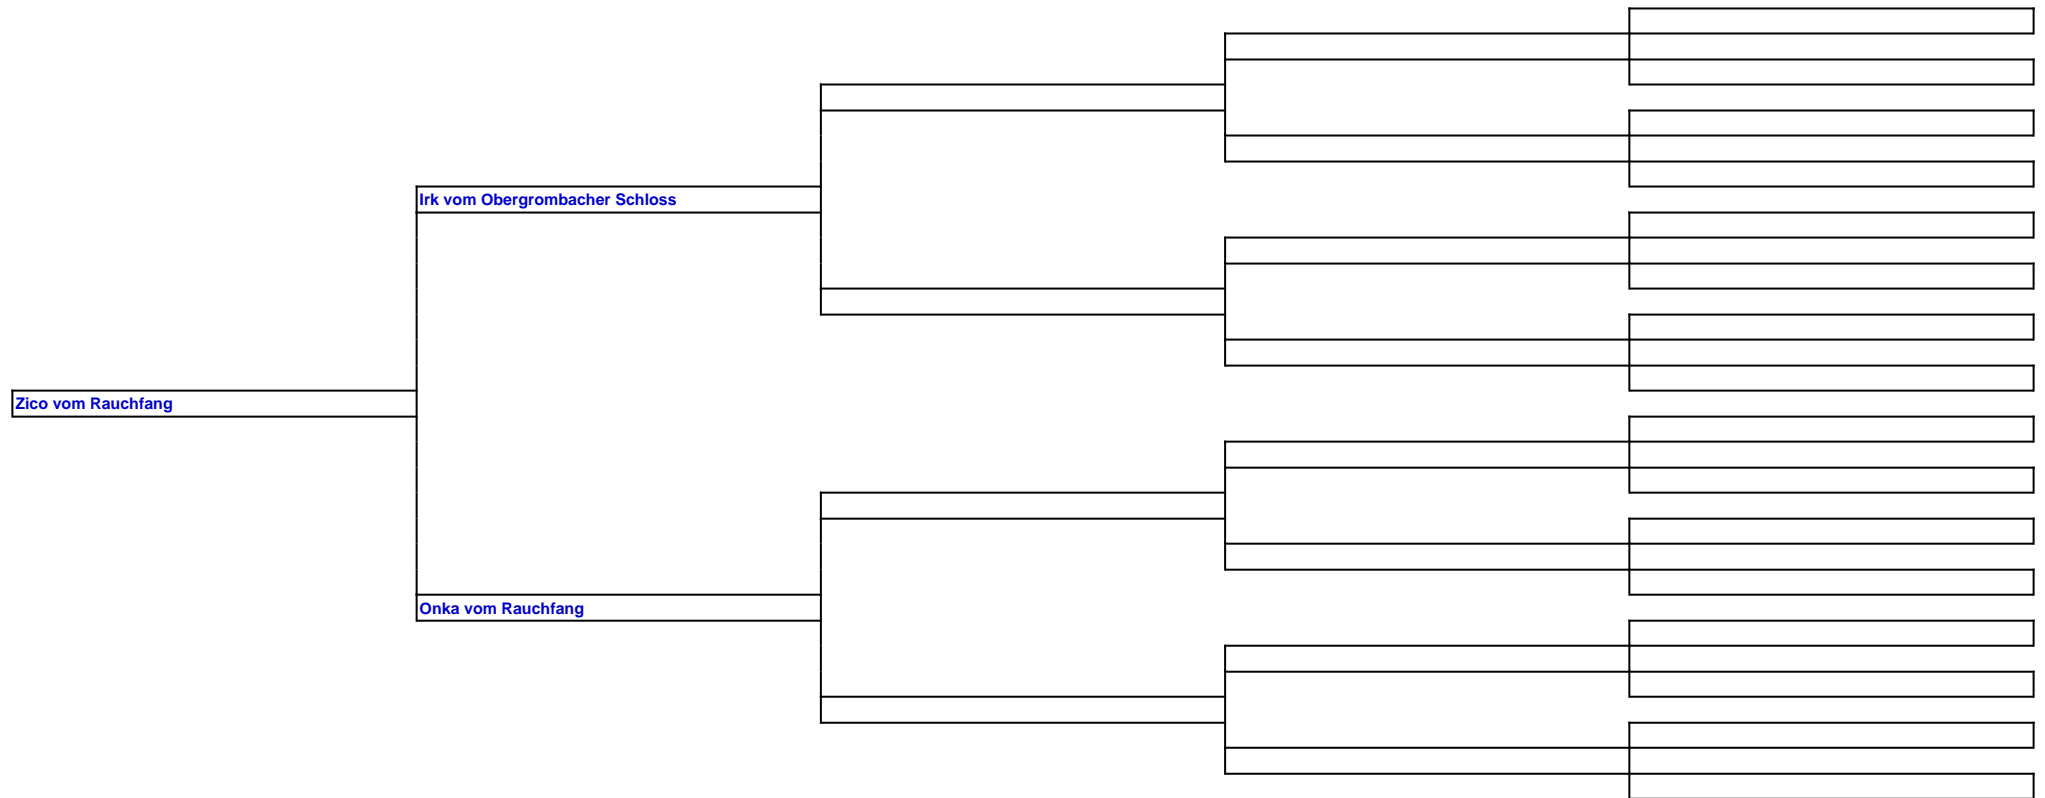 Irk vom Obergrombacher Schloss
Zico vom Rauchfang
Onka vom Rauchfang